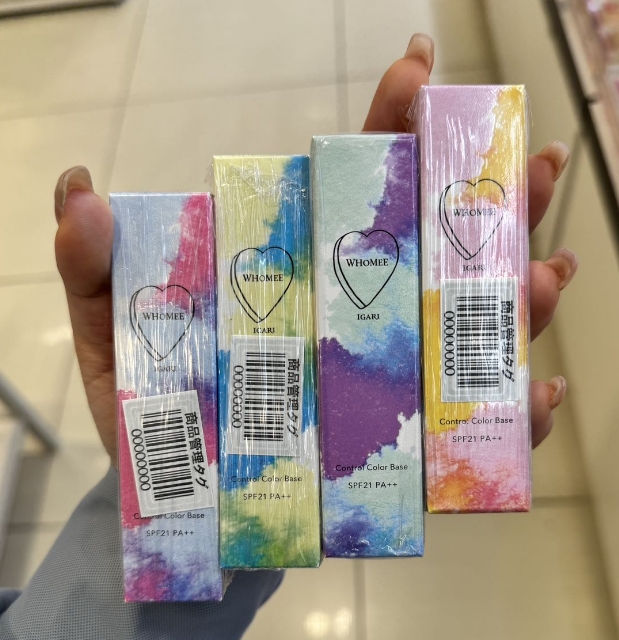 WHOMEE
IGARI
商品管理タグ
00000000
Control Color Base
SPF21 PA++
WHOMEE
IGARI
商品管理タグ
00000000
Control Color Base
SPF21 PA++
WHOMEE
IGARI
Control Color Base
SPF21 PA++
WHOMEE
IGARI
商品管理タグ
00000000
Control Color Base
SPF21 PA++